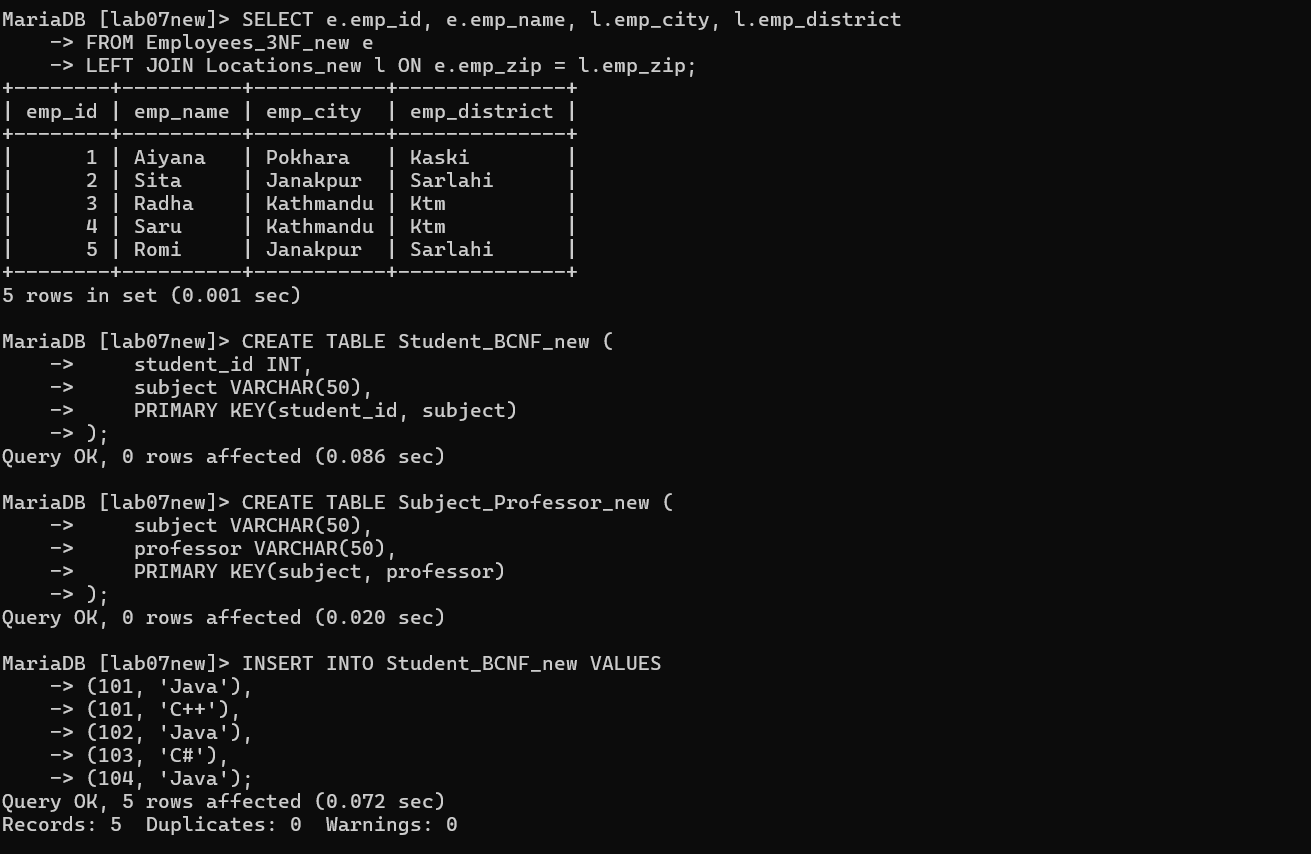 MariaDB [lab07new]> SELECT e.emp_id, e.emp_name, l.emp_city, l.emp_district
    -> FROM Employees_3NF_new e
    -> LEFT JOIN Locations_new l ON e.emp_zip = l.emp_zip;
+--------+----------+-----------+--------------+
| emp_id | emp_name | emp_city  | emp_district |
+--------+----------+-----------+--------------+
|      1 | Aiyana   | Pokhara   | Kaski        |
|      2 | Sita     | Janakpur  | Sarlahi      |
|      3 | Radha    | Kathmandu | Ktm          |
|      4 | Saru     | Kathmandu | Ktm          |
|      5 | Romi     | Janakpur  | Sarlahi      |
+--------+----------+-----------+--------------+
5 rows in set (0.001 sec)

MariaDB [lab07new]> CREATE TABLE Student_BCNF_new (
    ->     student_id INT,
    ->     subject VARCHAR(50),
    ->     PRIMARY KEY(student_id, subject)
    -> );
Query OK, 0 rows affected (0.086 sec)

MariaDB [lab07new]> CREATE TABLE Subject_Professor_new (
    ->     subject VARCHAR(50),
    ->     professor VARCHAR(50),
    ->     PRIMARY KEY(subject, professor)
    -> );
Query OK, 0 rows affected (0.020 sec)

MariaDB [lab07new]> INSERT INTO Student_BCNF_new VALUES
    -> (101, 'Java'),
    -> (101, 'C++'),
    -> (102, 'Java'),
    -> (103, 'C#'),
    -> (104, 'Java');
Query OK, 5 rows affected (0.072 sec)
Records: 5  Duplicates: 0  Warnings: 0